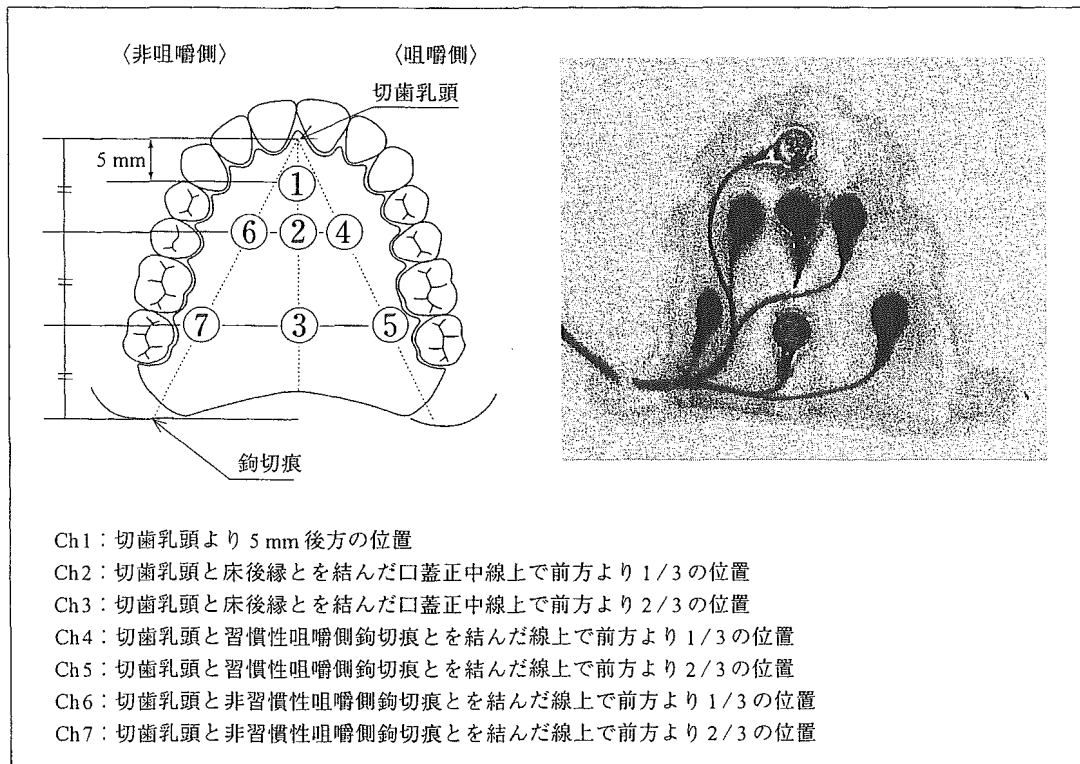 〈非咀嚼側〉 〈咀嚼側〉
切歯乳頭
5 mm
1
6 2 4
7 3 5
鉤切痕
Ch1：切歯乳頭より 5 mm 後方の位置
Ch2：切歯乳頭と床後縁とを結んだ口蓋正中線上で前方より 1/3 の位置
Ch3：切歯乳頭と床後縁とを結んだ口蓋正中線上で前方より 2/3 の位置
Ch4：切歯乳頭と習慣性咀嚼側鉤切痕とを結んだ線上で前方より 1/3 の位置
Ch5：切歯乳頭と習慣性咀嚼側鉤切痕とを結んだ線上で前方より 2/3 の位置
Ch6：切歯乳頭と非習慣性咀嚼側鉤切痕とを結んだ線上で前方より 1/3 の位置
Ch7：切歯乳頭と非習慣性咀嚼側鉤切痕とを結んだ線上で前方より 2/3 の位置